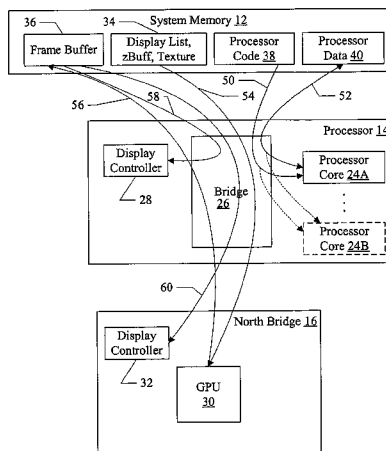 System Memory 12
36
34
Frame Buffer
Display List,
zBuff, Texture
Processor
Code 38
Processor
Data 40
50
54
56
58
52
Processor 14
Display
Controller
28
Bridge
26
Processor
Core 24A
Processor
Core 24B
60
North Bridge 16
Display
Controller
32
GPU
30